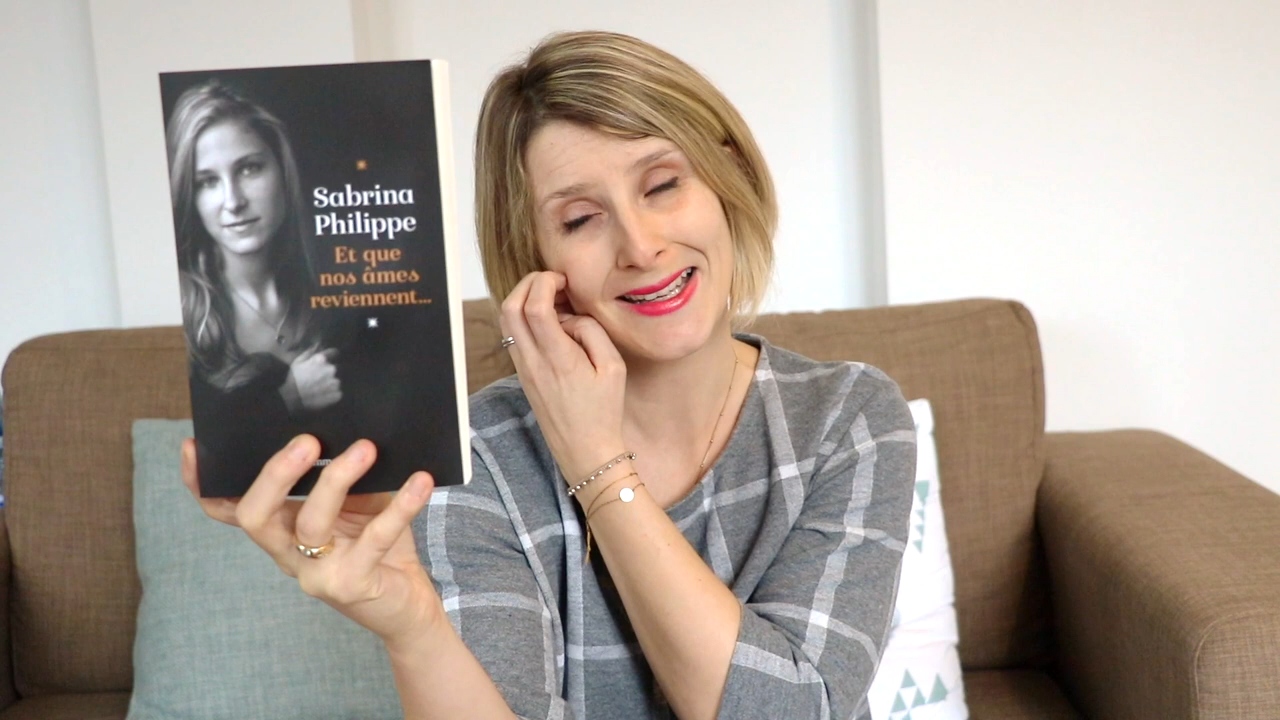 Sabrina
Philippe
Et que
nos âmes
reviennent...